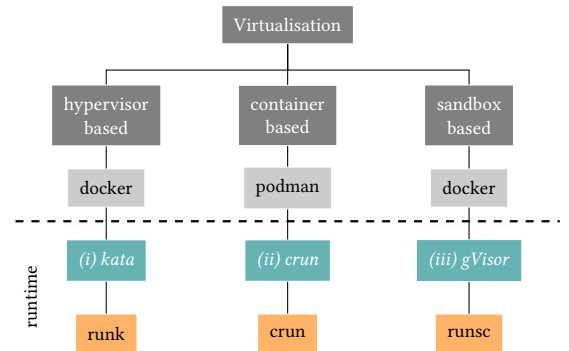 Virtualisation
hypervisor
based
container
based
sandbox
based
docker
podman
docker
(i) kata
(ii) crun
(iii) gVisor
runtime
runk
crun
runsc